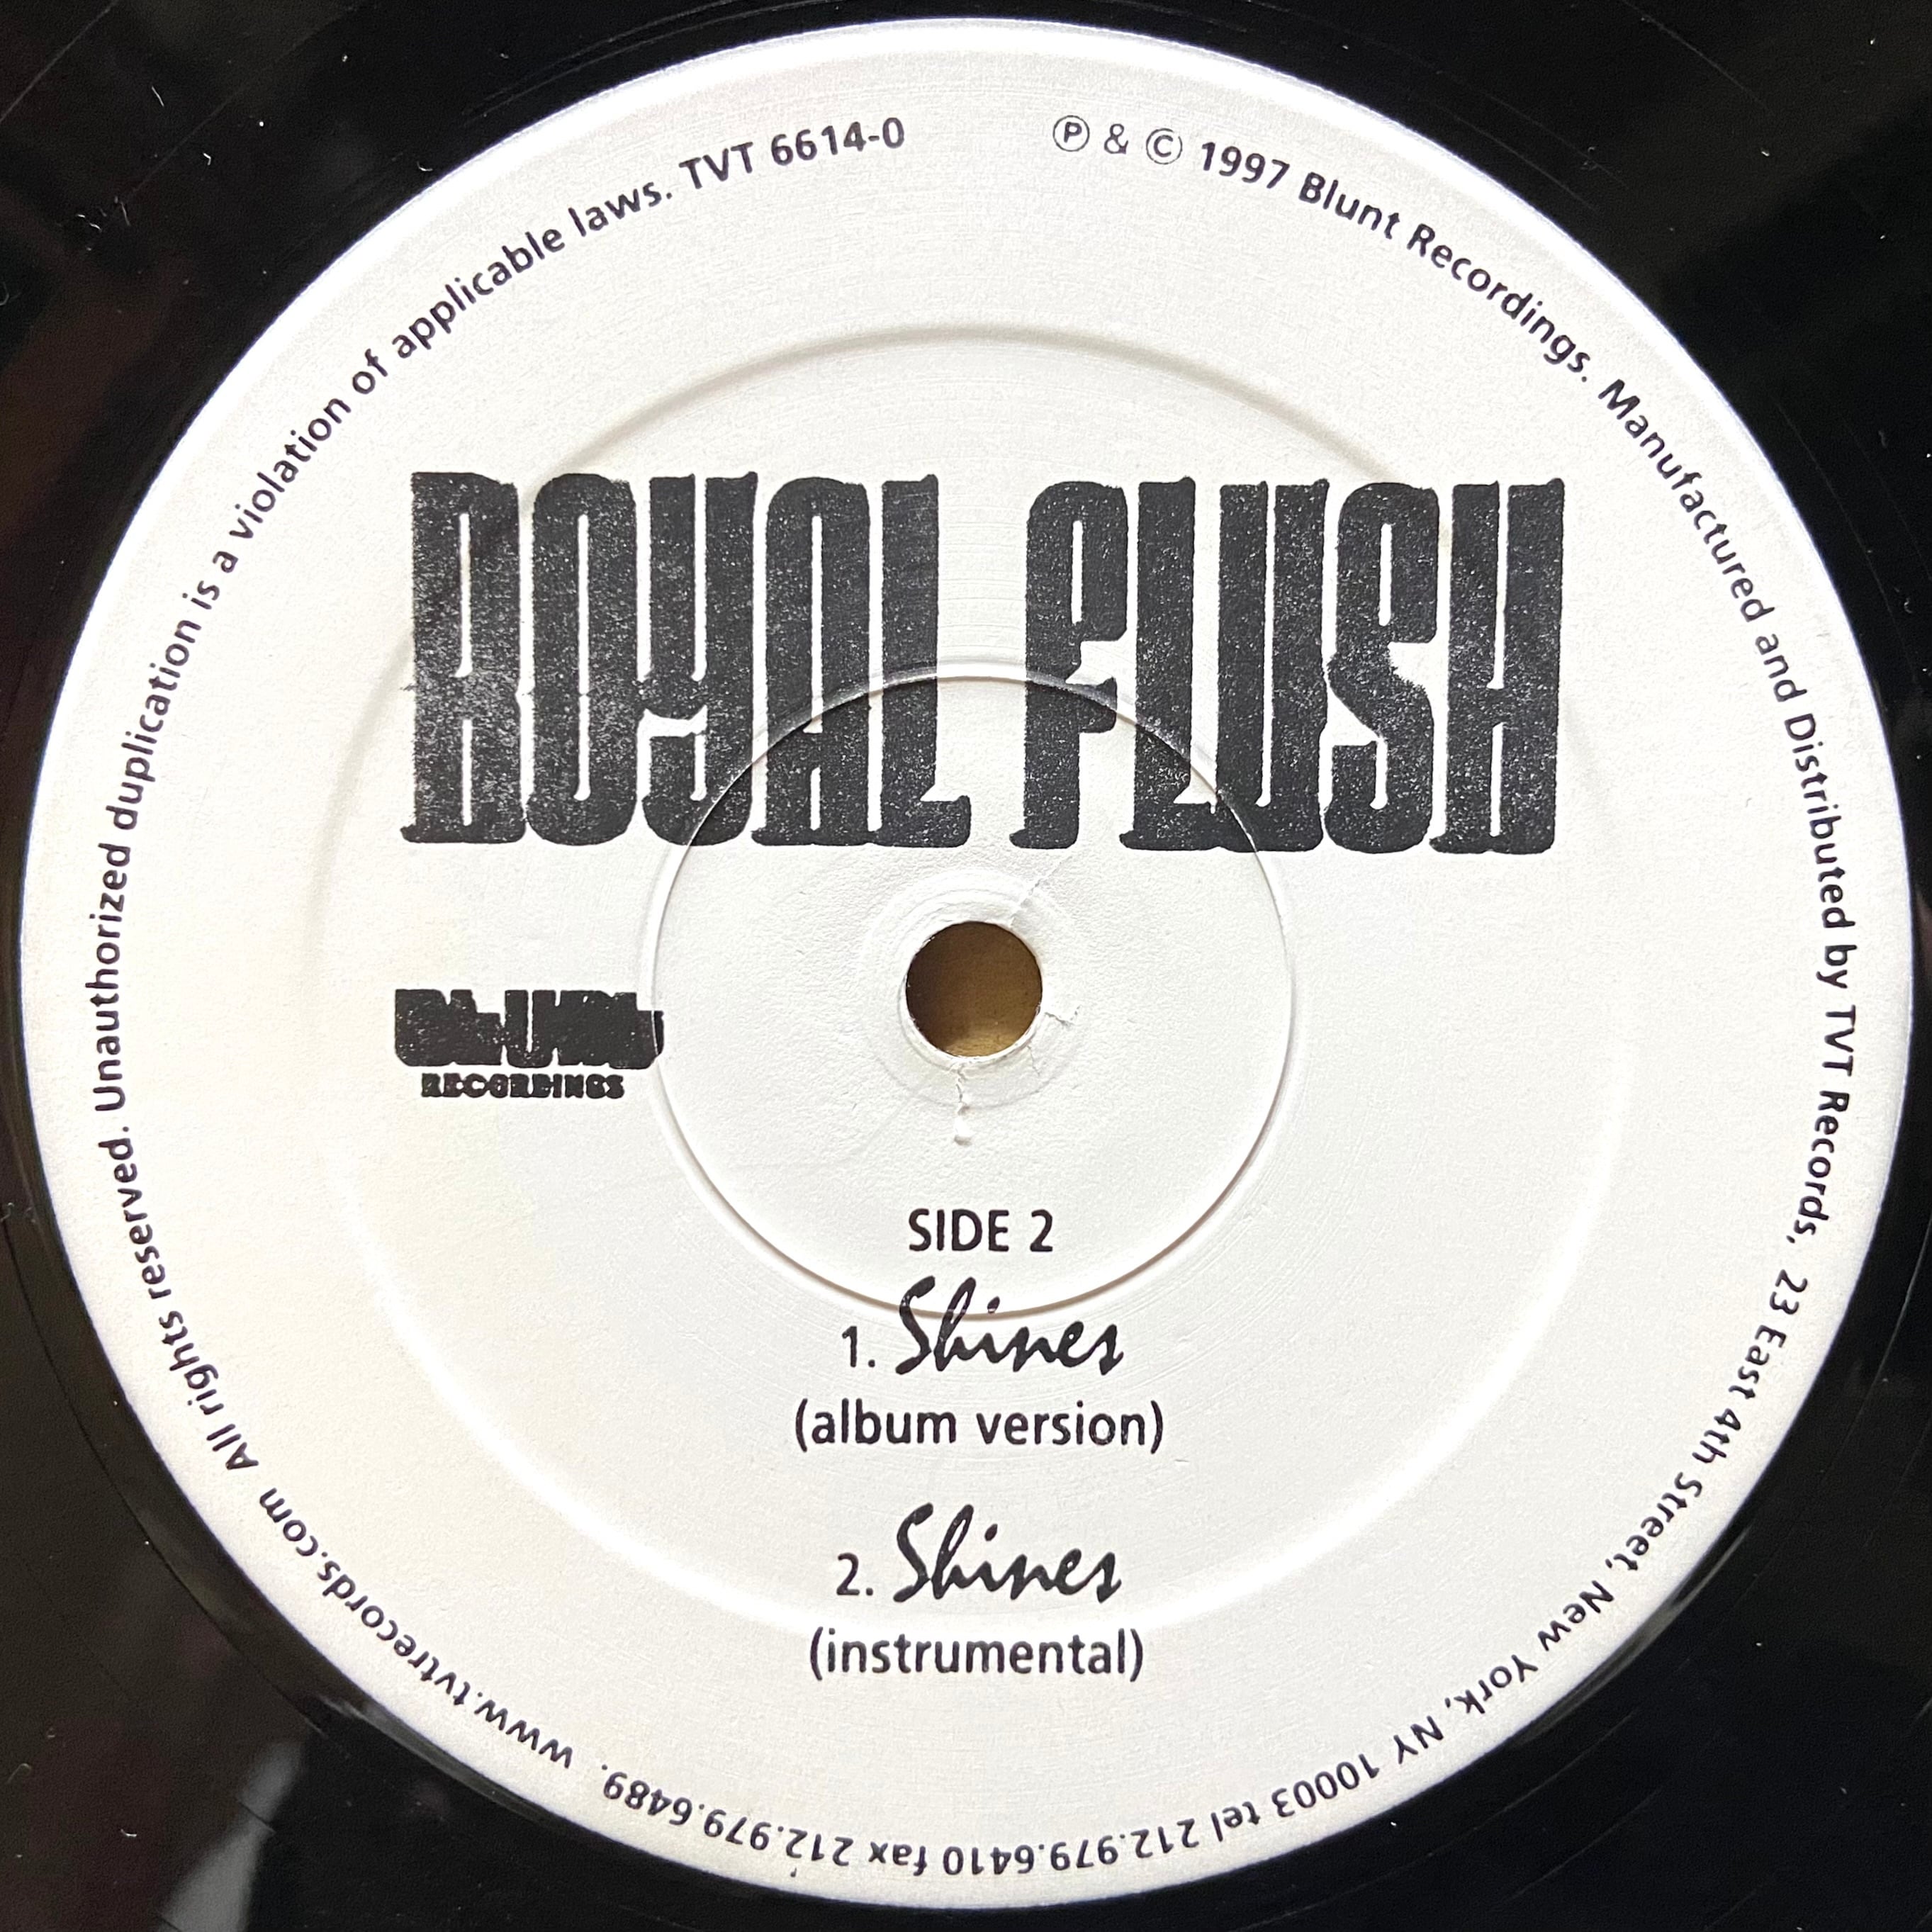 ℗ & © 1997 Blunt Recordings. Manufactured and Distributed by TVT Records, 23 East 4th Street, New York, NY 10003 tel 212.979.6410 fax 212.979.6489. www.tvtrecords.com All rights reserved. Unauthorized duplication is a violation of applicable laws. TVT 6614-0
ROYAL FLUSH
RECORDINGS
SIDE 2
1. Shines
(album version)
2. Shines
(instrumental)